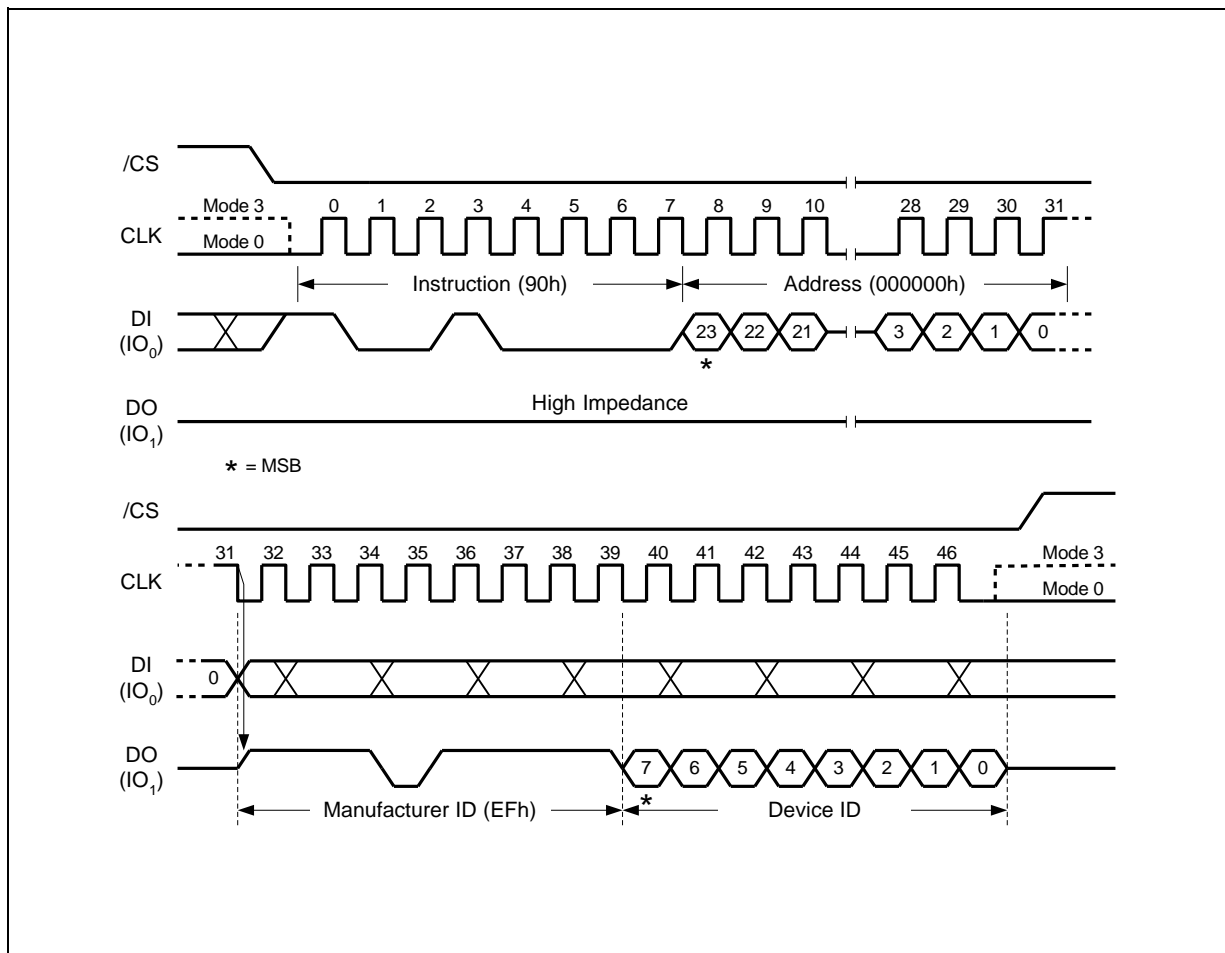 /CS
Mode 3 0 1 2 3 4 5 6 7 8 9 10 28 29 30 31
CLK
Mode 0
Instruction (90h) Address (000000h)
DI
(IO0) 23 22 21 3 2 1 0
*
High Impedance
DO
(IO1)
* = MSB
/CS
31 32 33 34 35 36 37 38 39 40 41 42 43 44 45 46 Mode 3
CLK
Mode 0
DI
(IO0) 0
DO
(IO1) 7 6 5 4 3 2 1 0
*
Manufacturer ID (EFh) Device ID